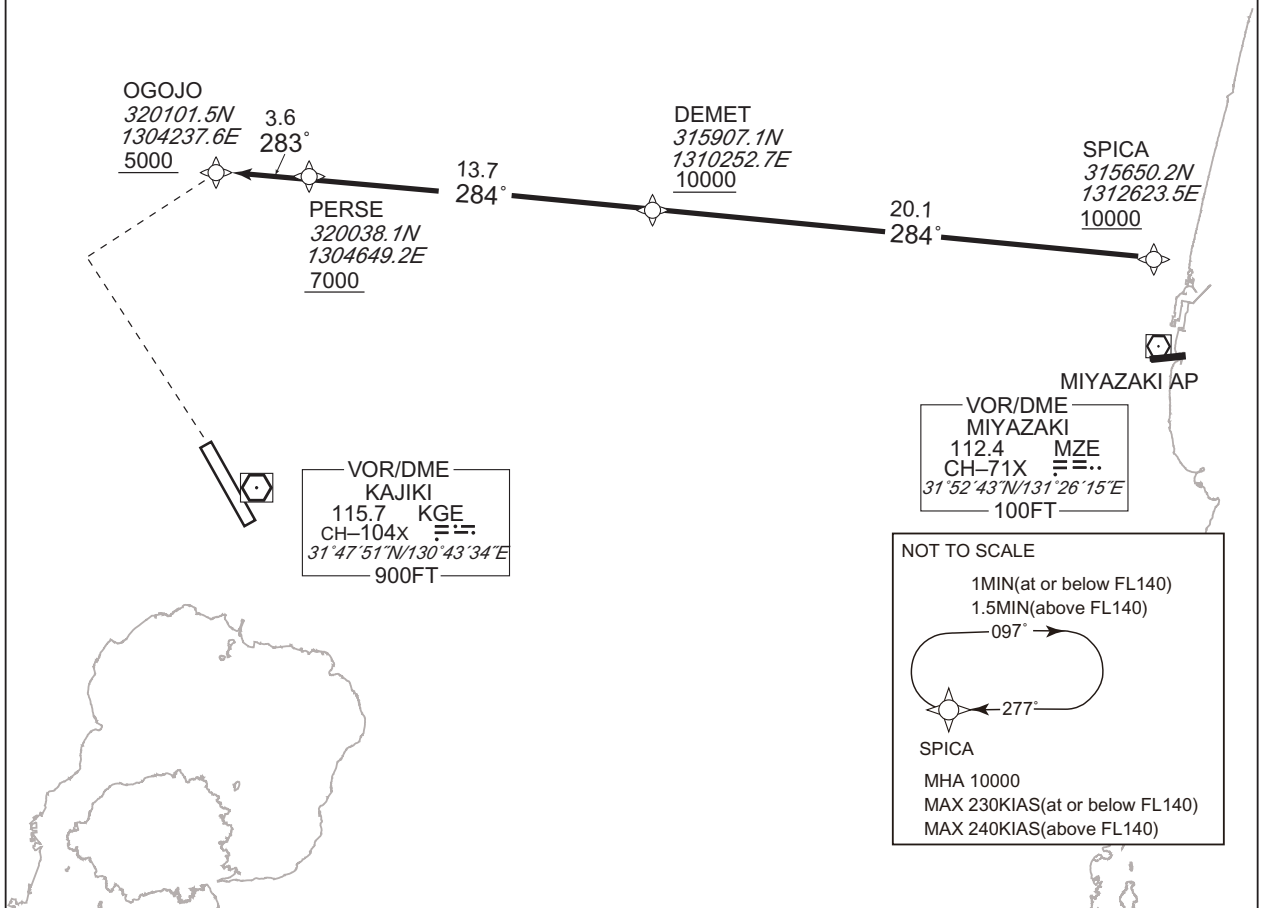 OGOJO
320101.5N
1304237.6E
5000
3.6
283°
PERSE
320038.1N
1304649.2E
7000
13.7
284°
DEMET
315907.1N
1310252.7E
10000
20.1
284°
SPICA
315650.2N
1312623.5E
10000
MIYAZAKI AP
VOR/DME
MIYAZAKI
112.4 MZE
CH–71X
31°52′43″N/131°26′15″E
100FT
VOR/DME
KAJIKI
115.7 KGE
CH–104X
31°47′51″N/130°43′34″E
900FT
NOT TO SCALE
1MIN(at or below FL140)
1.5MIN(above FL140)
097°
277°
SPICA
MHA 10000
MAX 230KIAS(at or below FL140)
MAX 240KIAS(above FL140)